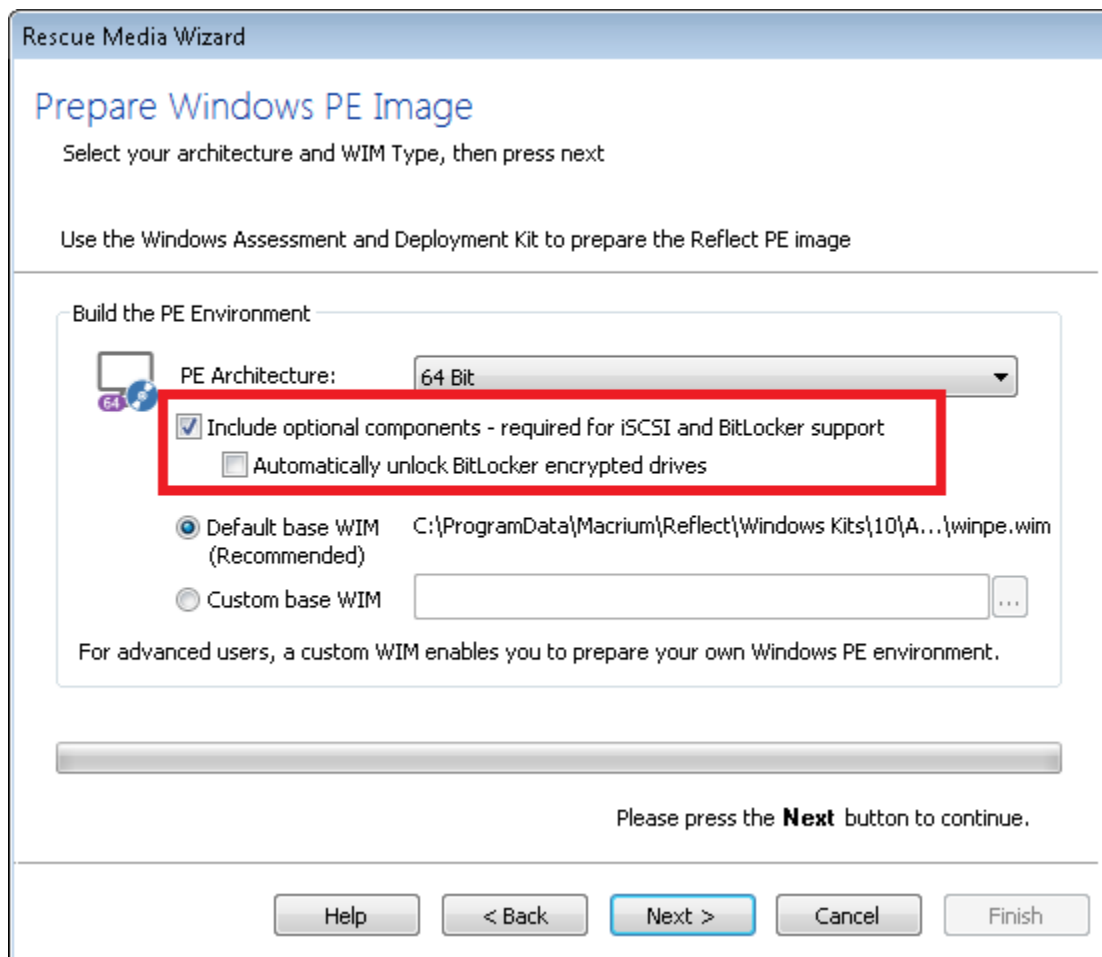 Rescue Media Wizard
Prepare Windows PE Image
Select your architecture and WIM Type, then press next
Use the Windows Assessment and Deployment Kit to prepare the Reflect PE image
Build the PE Environment
64
PE Architecture: 64 Bit
Include optional components - required for iSCSI and BitLocker support
Automatically unlock BitLocker encrypted drives
Default base WIM C:\ProgramData\Macrium\Reflect\Windows Kits\10\A...\winpe.wim
(Recommended)
Custom base WIM ...
For advanced users, a custom WIM enables you to prepare your own Windows PE environment.
Please press the Next button to continue.
Help < Back Next > Cancel Finish